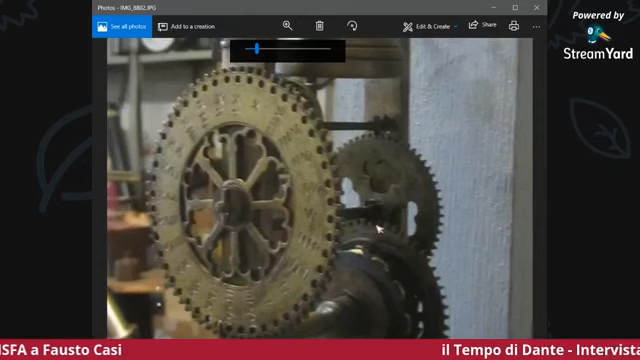 Photos - IMG_8802.JPG
See all photos
Add to a creation
Edit & Create
Share
Powered by
StreamYard
ISFA a Fausto Casi
il Tempo di Dante - Intervista